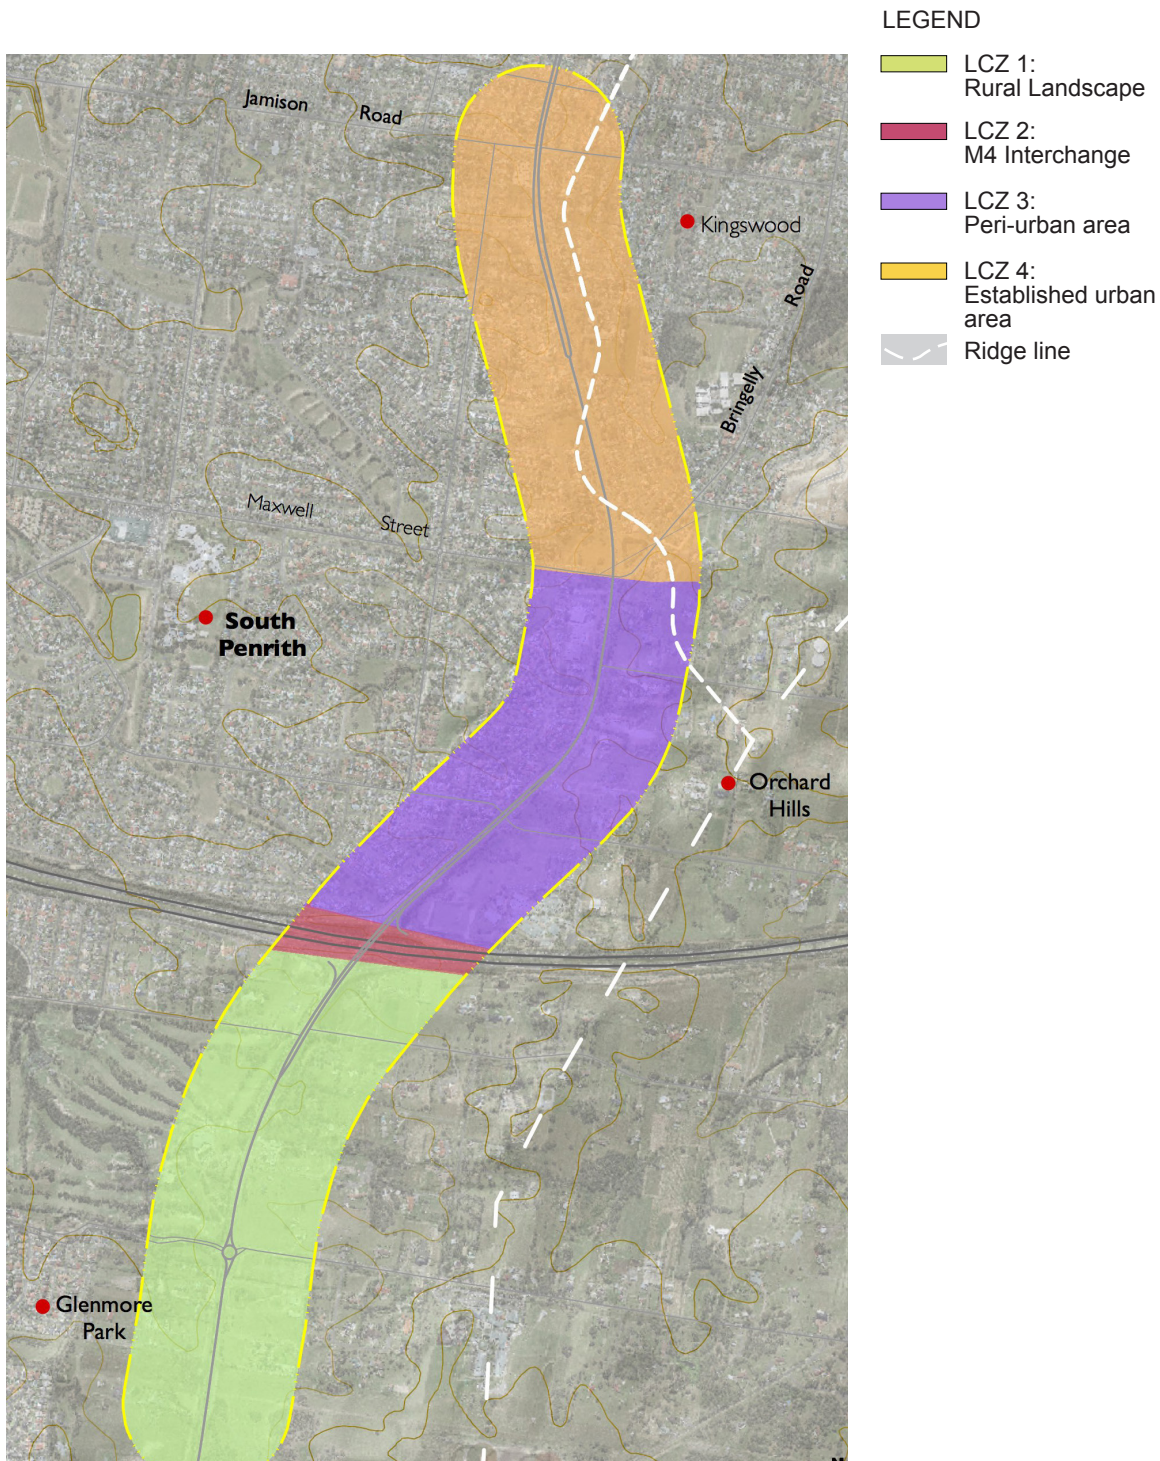 LEGEND
LCZ 1:
Rural Landscape
LCZ 2:
M4 Interchange
LCZ 3:
Peri-urban area
LCZ 4:
Established urban
area
Ridge line
Jamison Road
Kingswood
Bringelly Road
Maxwell Street
South
Penrith
Orchard
Hills
Glenmore
Park